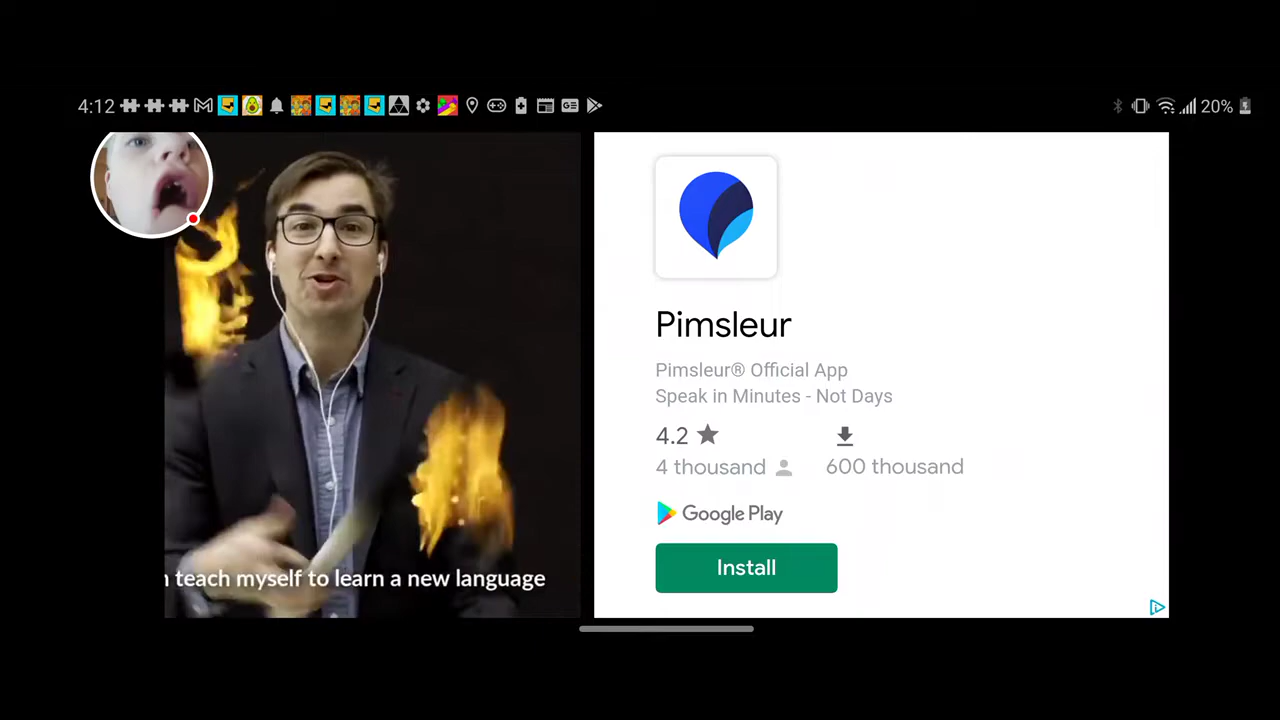 4:12
20%
teach myself to learn a new language
Pimsleur
Pimsleur® Official App
Speak in Minutes - Not Days
4.2
4 thousand
600 thousand
Google Play
Install